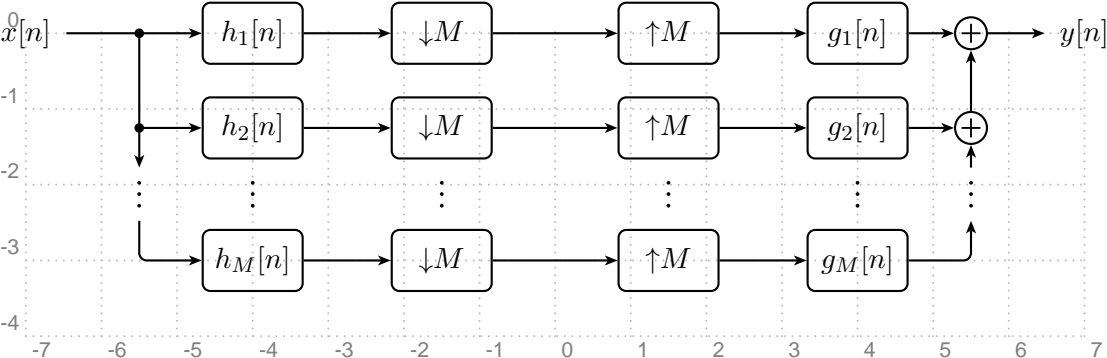 0
x[n] h₁[n] ↓M ↑M g₁[n] + y[n]
-1
h₂[n] ↓M ↑M g₂[n] +
-2
⋮ ⋮ ⋮ ⋮ ⋮ ⋮
-3
h_M[n] ↓M ↑M g_M[n]
-4
-7 -6 -5 -4 -3 -2 -1 0 1 2 3 4 5 6 7